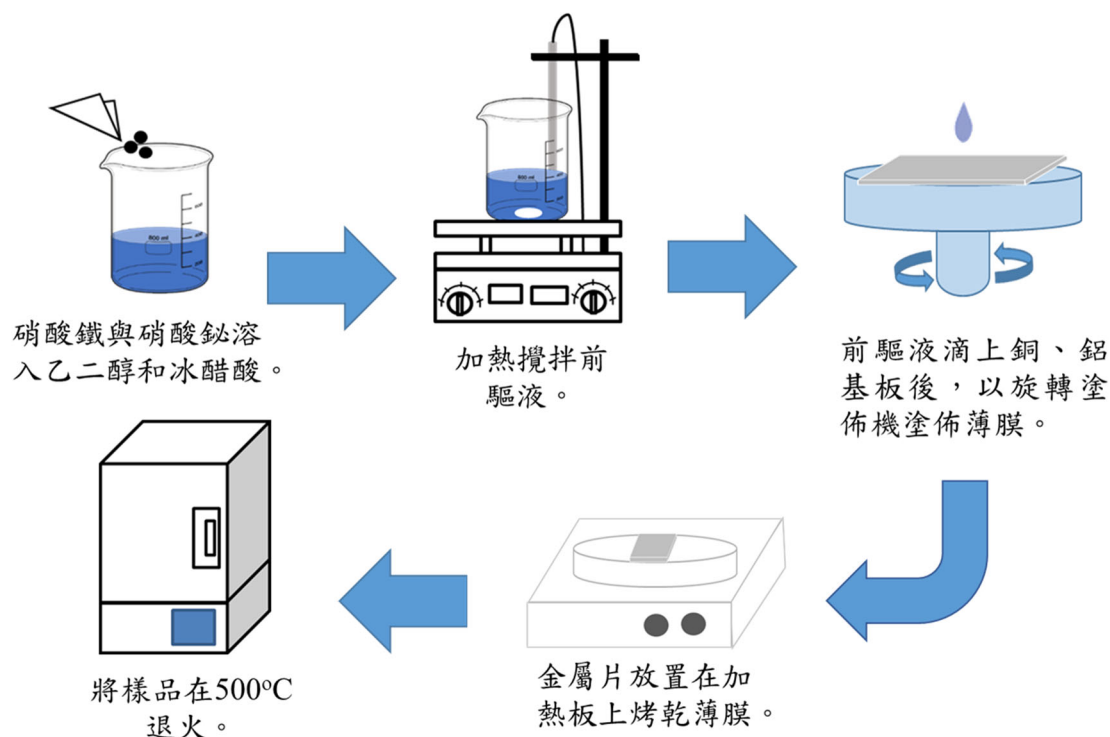 硝酸鐵與硝酸鉍溶
入乙二醇和冰醋酸。
加熱攪拌前
驅液。
前驅液滴上銅、鋁
基板後，以旋轉塗
佈機塗佈薄膜。
金屬片放置在加
熱板上烤乾薄膜。
將樣品在500°C
退火。